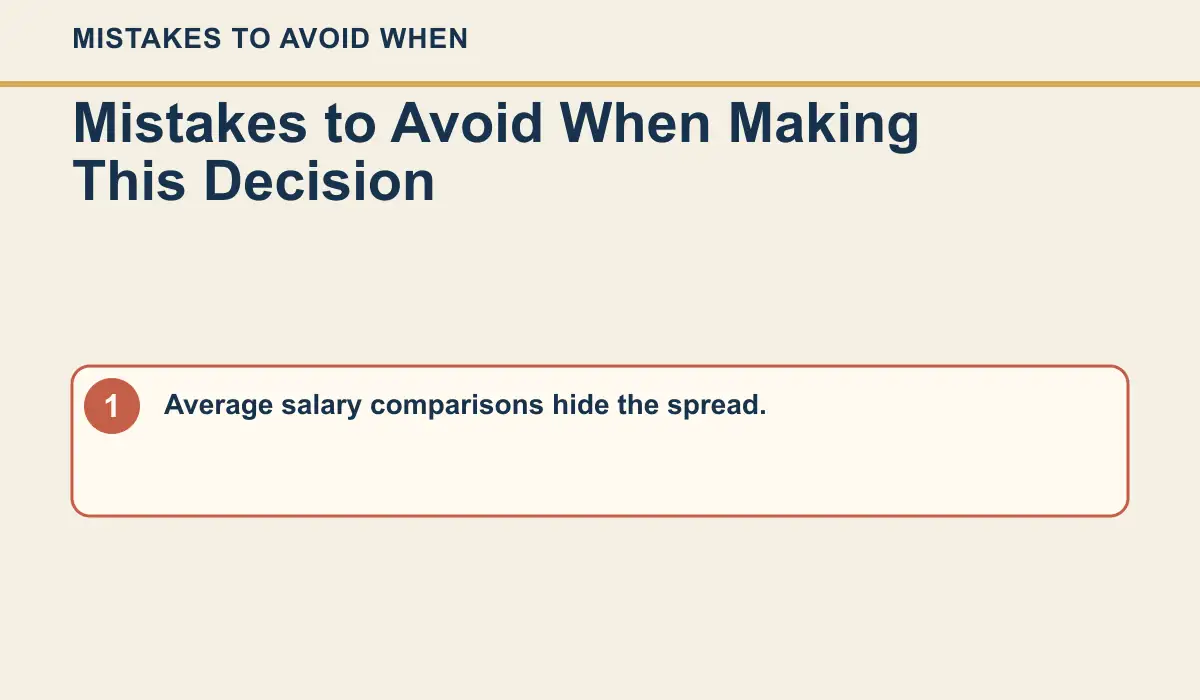 MISTAKES TO AVOID WHEN
Mistakes to Avoid When Making
This Decision
1 Average salary comparisons hide the spread.